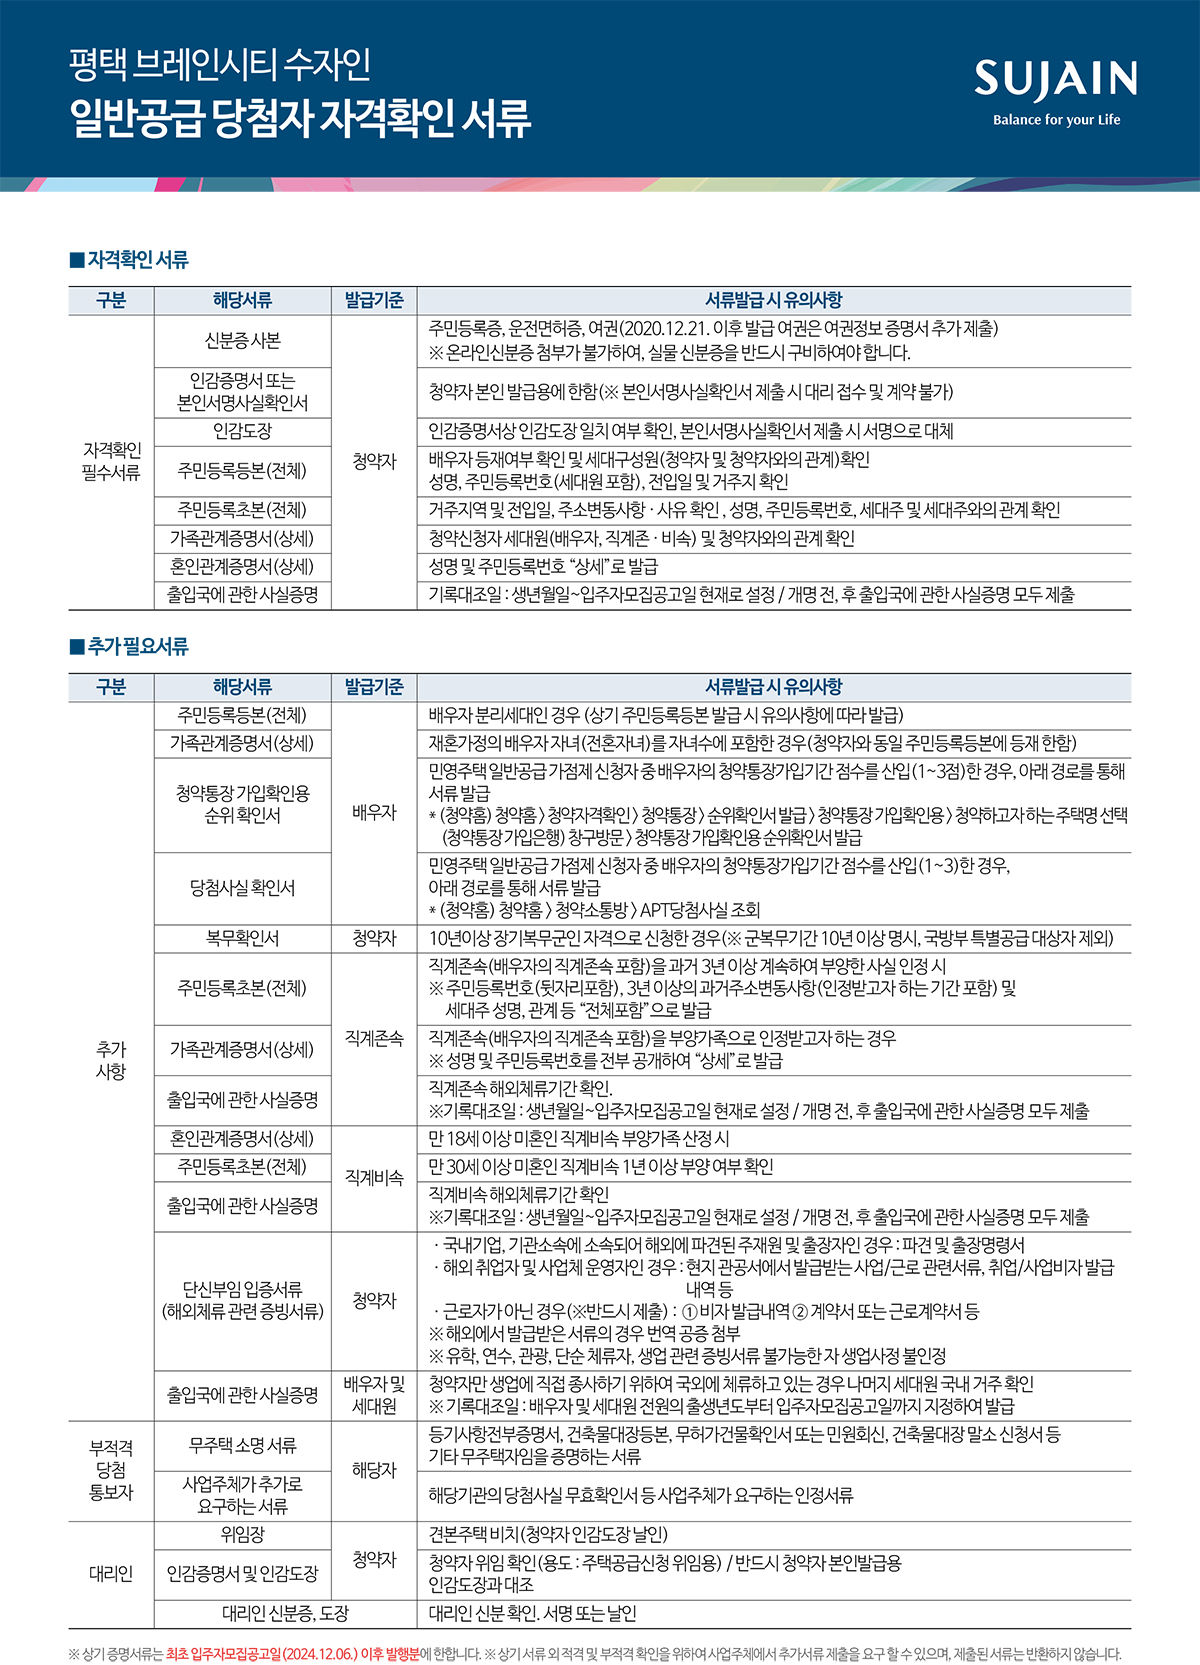 평택 브레인시티 수자인
일반공급 당첨자 자격확인 서류
SUJAIN
Balance for your Life
■ 자격확인 서류
구분 해당서류 발급기준 서류발급 시 유의사항
자격확인
필수서류
청약자
신분증 사본
주민등록증, 운전면허증, 여권(2020.12.21. 이후 발급 여권은 여권정보 증명서 추가 제출)
※ 온라인신분증 첨부가 불가하여, 실물 신분증을 반드시 구비하여야 합니다.
인감증명서 또는
본인서명사실확인서
청약자 본인 발급용에 한함(※ 본인서명사실확인서 제출 시 대리 접수 및 계약 불가)
인감도장
인감증명서상 인감도장 일치 여부 확인, 본인서명사실확인서 제출 시 서명으로 대체
주민등록등본(전체)
배우자 등재여부 확인 및 세대구성원(청약자 및 청약자와의 관계)확인
성명, 주민등록번호(세대원 포함), 전입일 및 거주지 확인
주민등록초본(전체)
거주지역 및 전입일, 주소변동사항 · 사유 확인 , 성명, 주민등록번호, 세대주 및 세대주와의 관계 확인
가족관계증명서(상세)
청약신청자 세대원(배우자, 직계존 · 비속) 및 청약자와의 관계 확인
혼인관계증명서(상세)
성명 및 주민등록번호 “상세”로 발급
출입국에 관한 사실증명
기록대조일 : 생년월일~입주자모집공고일 현재로 설정 / 개명 전, 후 출입국에 관한 사실증명 모두 제출
■ 추가 필요서류
구분 해당서류 발급기준 서류발급 시 유의사항
추가
사항
배우자
주민등록등본(전체)
배우자 분리세대인 경우 (상기 주민등록등본 발급 시 유의사항에 따라 발급)
가족관계증명서(상세)
재혼가정의 배우자 자녀(전혼자녀)를 자녀수에 포함한 경우(청약자와 동일 주민등록등본에 등재 한함)
청약통장 가입확인용
순위 확인서
민영주택 일반공급 가점제 신청자 중 배우자의 청약통장가입기간 점수를 산입(1~3점)한 경우, 아래 경로를 통해
서류 발급
* (청약홈) 청약홈 〉 청약자격확인 〉 청약통장 〉 순위확인서 발급 〉 청약통장 가입확인용 〉 청약하고자 하는 주택명 선택
(청약통장 가입은행) 창구방문 〉 청약통장 가입확인용 순위확인서 발급
당첨사실 확인서
민영주택 일반공급 가점제 신청자 중 배우자의 청약통장가입기간 점수를 산입(1~3)한 경우,
아래 경로를 통해 서류 발급
* (청약홈) 청약홈 〉 청약소통방 〉 APT당첨사실 조회
복무확인서
청약자
10년이상 장기복무군인 자격으로 신청한 경우(※ 군복무기간 10년 이상 명시, 국방부 특별공급 대상자 제외)
직계존속
주민등록초본(전체)
직계존속(배우자의 직계존속 포함)을 과거 3년 이상 계속하여 부양한 사실 인정 시
※ 주민등록번호(뒷자리포함), 3년 이상의 과거주소변동사항(인정받고자 하는 기간 포함) 및
세대주 성명, 관계 등 “전체포함”으로 발급
가족관계증명서(상세)
직계존속(배우자의 직계존속 포함)을 부양가족으로 인정받고자 하는 경우
※ 성명 및 주민등록번호를 전부 공개하여 “상세”로 발급
출입국에 관한 사실증명
직계존속 해외체류기간 확인.
※기록대조일 : 생년월일~입주자모집공고일 현재로 설정 / 개명 전, 후 출입국에 관한 사실증명 모두 제출
직계비속
혼인관계증명서(상세)
만 18세 이상 미혼인 직계비속 부양가족 산정 시
주민등록초본(전체)
만 30세 이상 미혼인 직계비속 1년 이상 부양 여부 확인
출입국에 관한 사실증명
직계비속 해외체류기간 확인
※기록대조일 : 생년월일~입주자모집공고일 현재로 설정 / 개명 전, 후 출입국에 관한 사실증명 모두 제출
단신부임 입증서류
(해외체류 관련 증빙서류)
청약자
· 국내기업, 기관소속에 소속되어 해외에 파견된 주재원 및 출장자인 경우 : 파견 및 출장명령서
· 해외 취업자 및 사업체 운영자인 경우 : 현지 관공서에서 발급받는 사업/근로 관련서류, 취업/사업비자 발급
내역 등
· 근로자가 아닌 경우(※반드시 제출) : ① 비자 발급내역 ② 계약서 또는 근로계약서 등
※ 해외에서 발급받은 서류의 경우 번역 공증 첨부
※ 유학, 연수, 관광, 단순 체류자, 생업 관련 증빙서류 불가능한 자 생업사정 불인정
출입국에 관한 사실증명
배우자 및
세대원
청약자만 생업에 직접 종사하기 위하여 국외에 체류하고 있는 경우 나머지 세대원 국내 거주 확인
※ 기록대조일 : 배우자 및 세대원 전원의 출생년도부터 입주자모집공고일까지 지정하여 발급
부적격
당첨
통보자
해당자
무주택 소명 서류
등기사항전부증명서, 건축물대장등본, 무허가건물확인서 또는 민원회신, 건축물대장 말소 신청서 등
기타 무주택자임을 증명하는 서류
사업주체가 추가로
요구하는 서류
해당기관의 당첨사실 무효확인서 등 사업주체가 요구하는 인정서류
대리인
청약자
위임장
견본주택 비치(청약자 인감도장 날인)
인감증명서 및 인감도장
청약자 위임 확인(용도 : 주택공급신청 위임용) / 반드시 청약자 본인발급용
인감도장과 대조
대리인 신분증, 도장
대리인 신분 확인. 서명 또는 날인
※ 상기 증명서류는 최초 입주자모집공고일(2024.12.06.) 이후 발행분에 한합니다. ※ 상기 서류 외 적격 및 부적격 확인을 위하여 사업주체에서 추가서류 제출을 요구 할 수 있으며, 제출된 서류는 반환하지 않습니다.